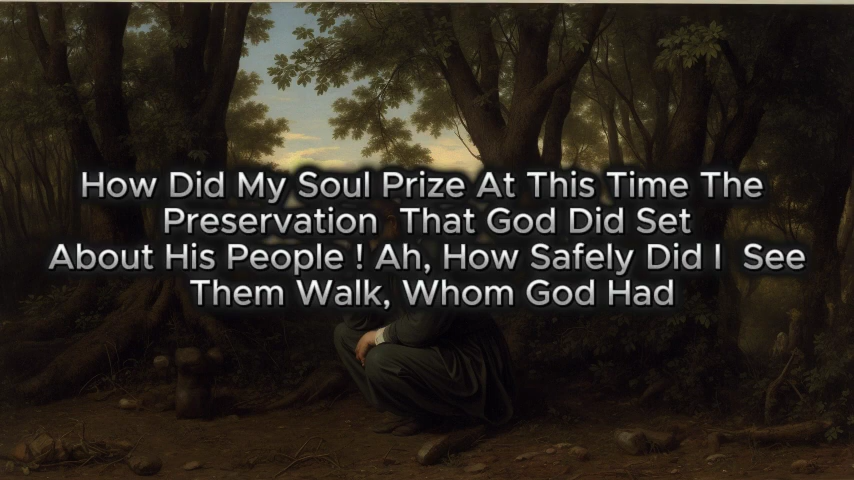 How Did My Soul Prize At This Time The
Preservation  That God Did Set
About His People ! Ah, How Safely Did I  See
Them Walk, Whom God Had